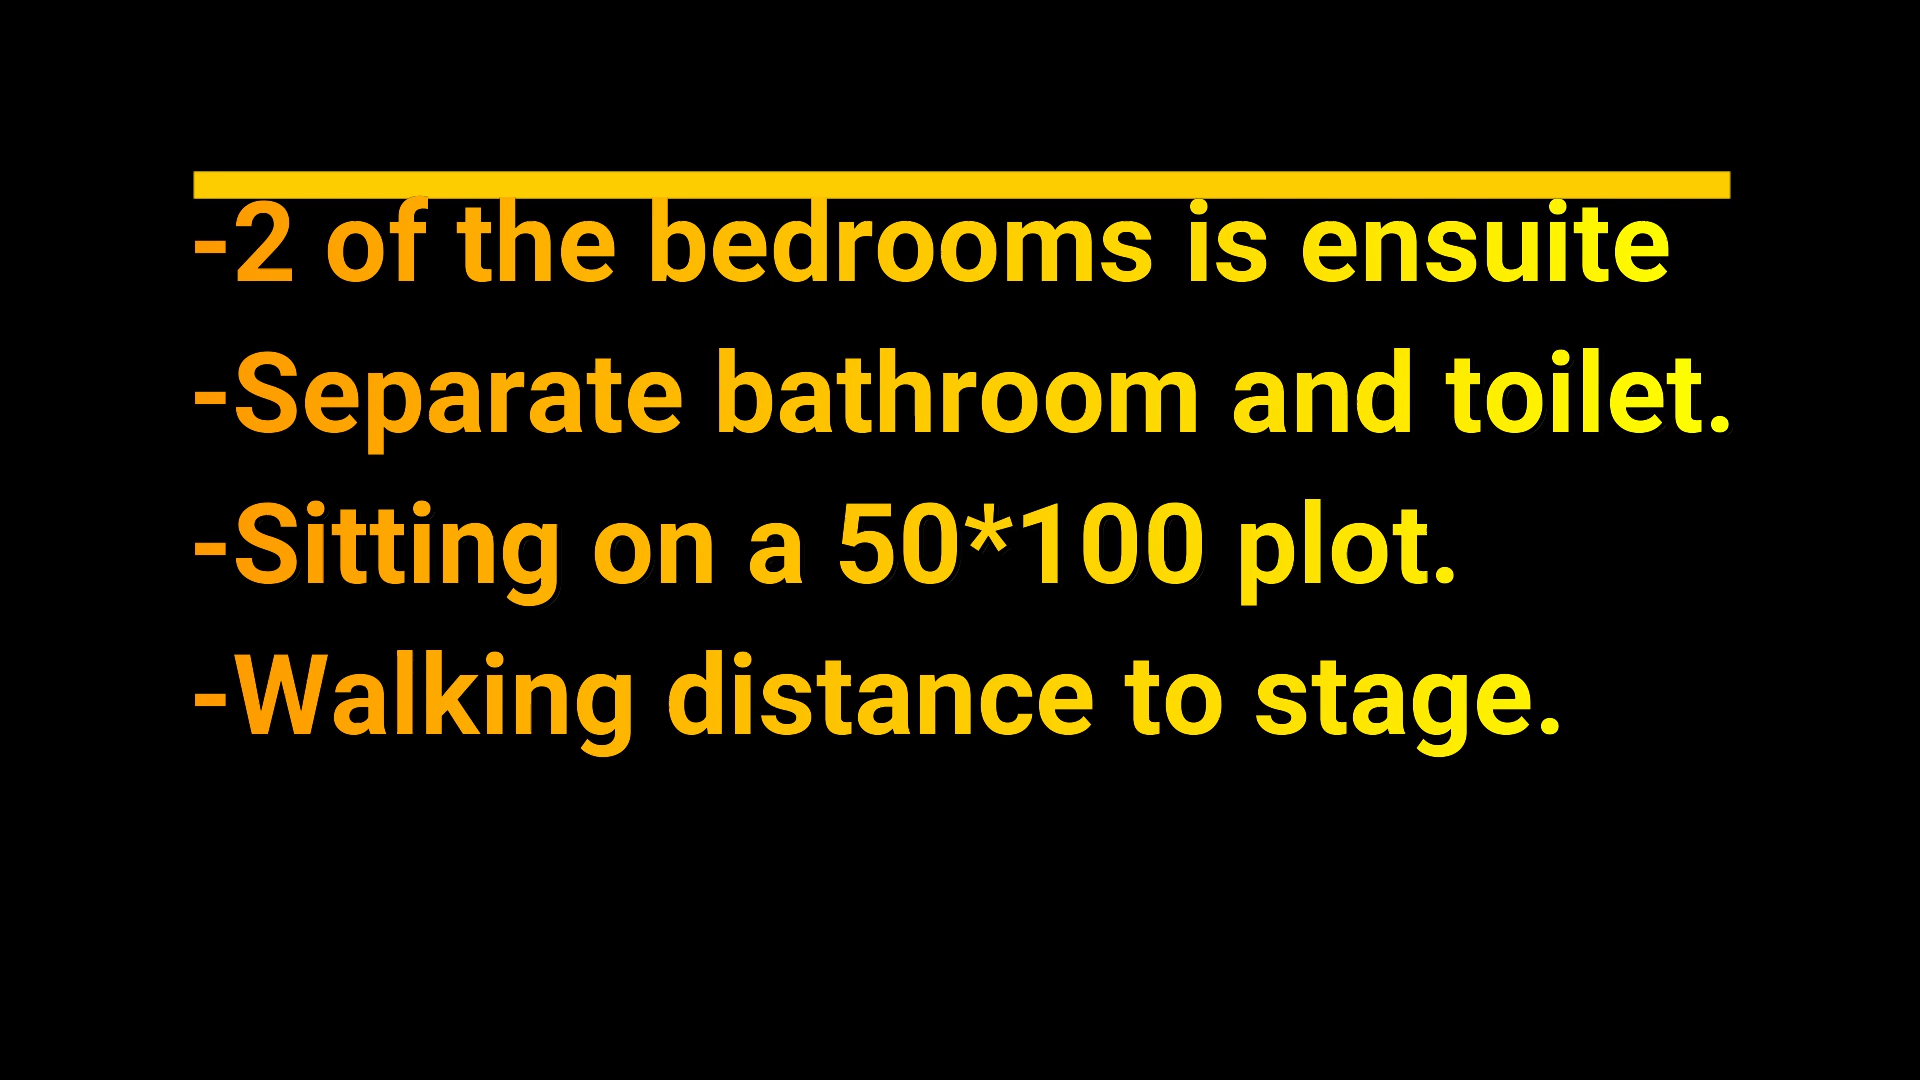 -2 of the bedrooms is ensuite
-Separate bathroom and toilet.
-Sitting on a 50*100 plot.
-Walking distance to stage.